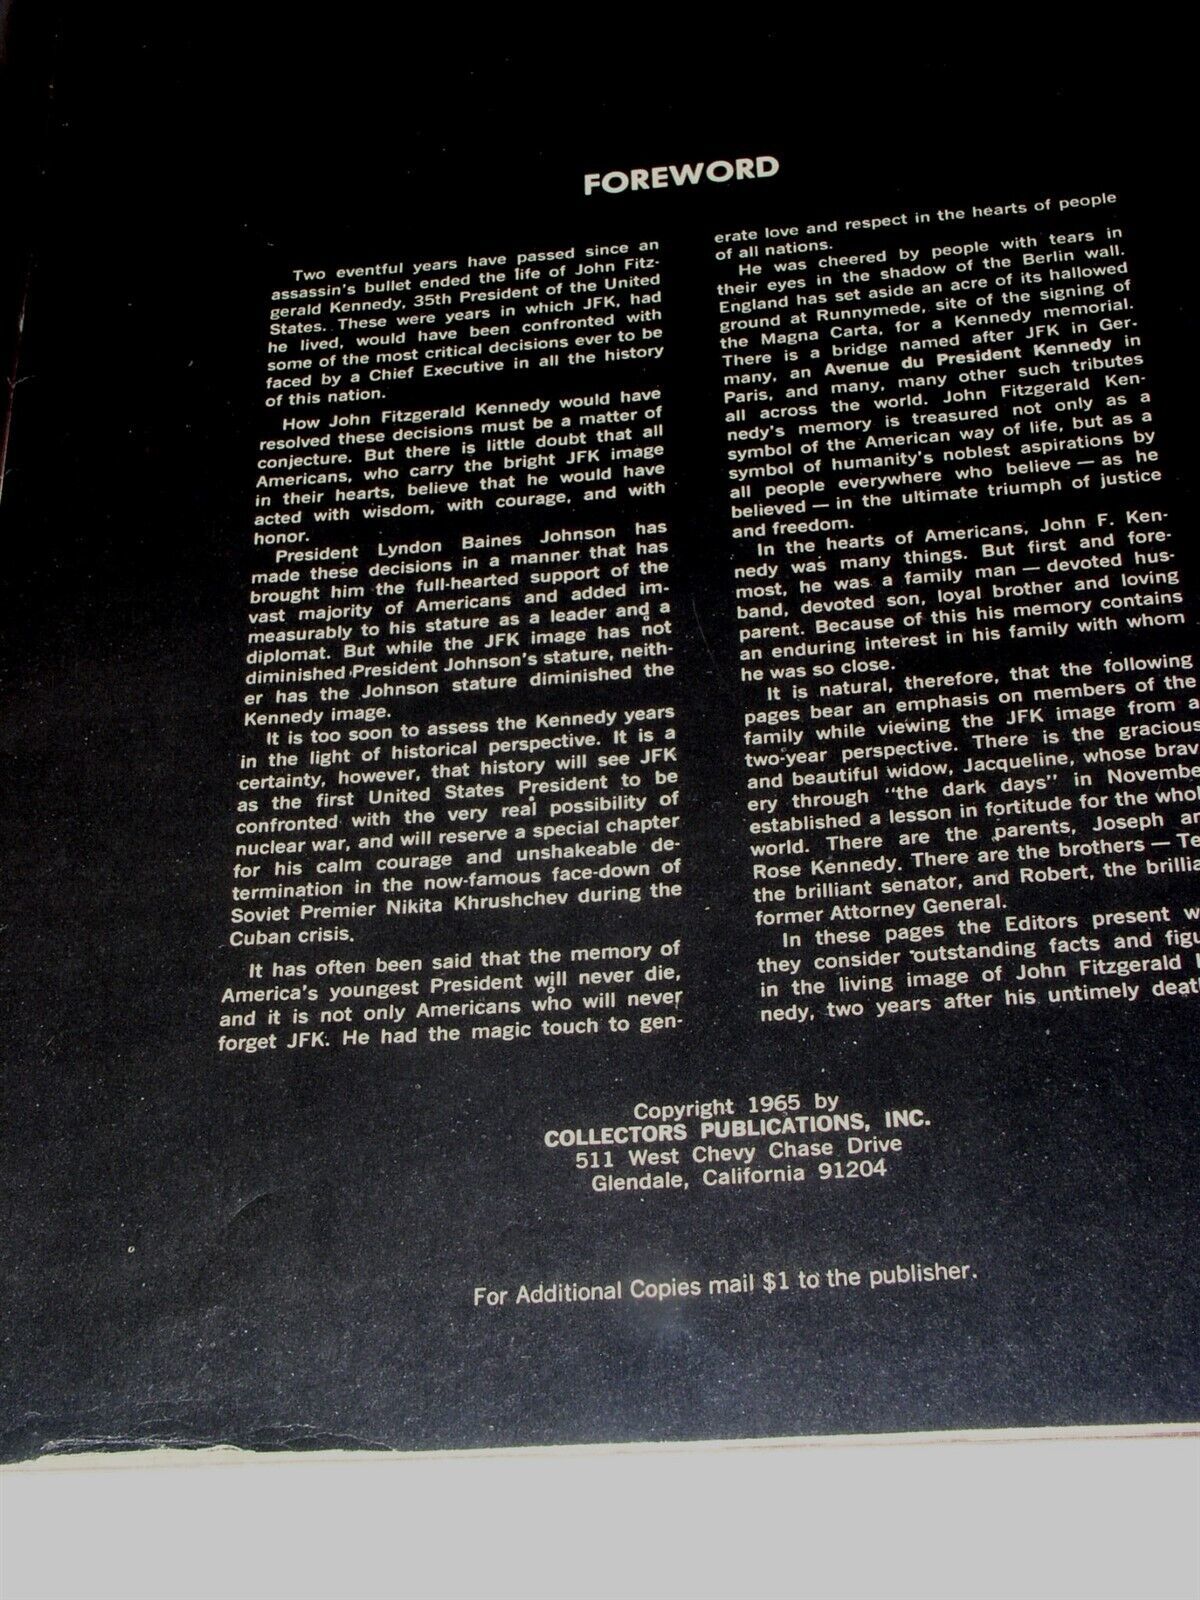 FOREWORD
Two eventful years have passed since an
assassin's bullet ended the life of John Fitz-
gerald Kennedy, 35th President of the United
States. These were years in which JFK, had
he lived, would have been confronted with
some of the most critical decisions ever to be
faced by a Chief Executive in all the history
of this nation.
How John Fitzgerald Kennedy would have
resolved these decisions must be a matter of
conjecture. But there is little doubt that all
Americans, who carry the bright JFK image
in their hearts, believe that he would have
acted with wisdom, with courage, and with
honor.
President Lyndon Baines Johnson has
made these decisions in a manner that has
brought him the full-hearted support of the
vast majority of Americans and added im-
measurably to his stature as a leader and a
diplomat. But while the JFK image has not
diminished President Johnson's stature, neith-
er has the Johnson stature diminished the
Kennedy image.
It is too soon to assess the Kennedy years
in the light of historical perspective. It is a
certainty, however, that history will see JFK
as the first United States President to be
confronted with the very real possibility of
nuclear war, and will reserve a special chapter
for his calm courage and unshakeable de-
termination in the now-famous face-down of
Soviet Premier Nikita Khrushchev during the
Cuban crisis.
It has often been said that the memory of
America's youngest President will never die,
and it is not only Americans who will never
forget JFK. He had the magic touch to gen-
erate love and respect in the hearts of people
of all nations.
He was cheered by people with tears in
their eyes in the shadow of the Berlin wall.
England has set aside an acre of its hallowed
ground at Runnymede, site of the signing of
the Magna Carta, for a Kennedy memorial.
There is a bridge named after JFK in Ger-
many, an Avenue du President Kennedy in
Paris, and many, many other such tributes
all across the world. John Fitzgerald Ken-
nedy's memory is treasured not only as a
symbol of the American way of life, but as a
symbol of humanity's noblest aspirations by
all people everywhere who believe — as he
believed — in the ultimate triumph of justice
and freedom.
In the hearts of Americans, John F. Ken-
nedy was many things. But first and fore-
most, he was a family man — devoted hus-
band, devoted son, loyal brother and loving
parent. Because of this his memory contains
an enduring interest in his family with whom
he was so close.
It is natural, therefore, that the following
pages bear an emphasis on members of the
family while viewing the JFK image from a
two-year perspective. There is the gracious
and beautiful widow, Jacqueline, whose brav-
ery through "the dark days" in Novembe
established a lesson in fortitude for the whol
world. There are the parents, Joseph an
Rose Kennedy. There are the brothers — Te
the brilliant senator, and Robert, the brillia
former Attorney General.
In these pages the Editors present w
they consider outstanding facts and figu
in the living image of John Fitzgerald
nedy, two years after his untimely deat
Copyright 1965 by
COLLECTORS PUBLICATIONS, INC.
511 West Chevy Chase Drive
Glendale, California 91204
For Additional Copies mail $1 to the publisher.